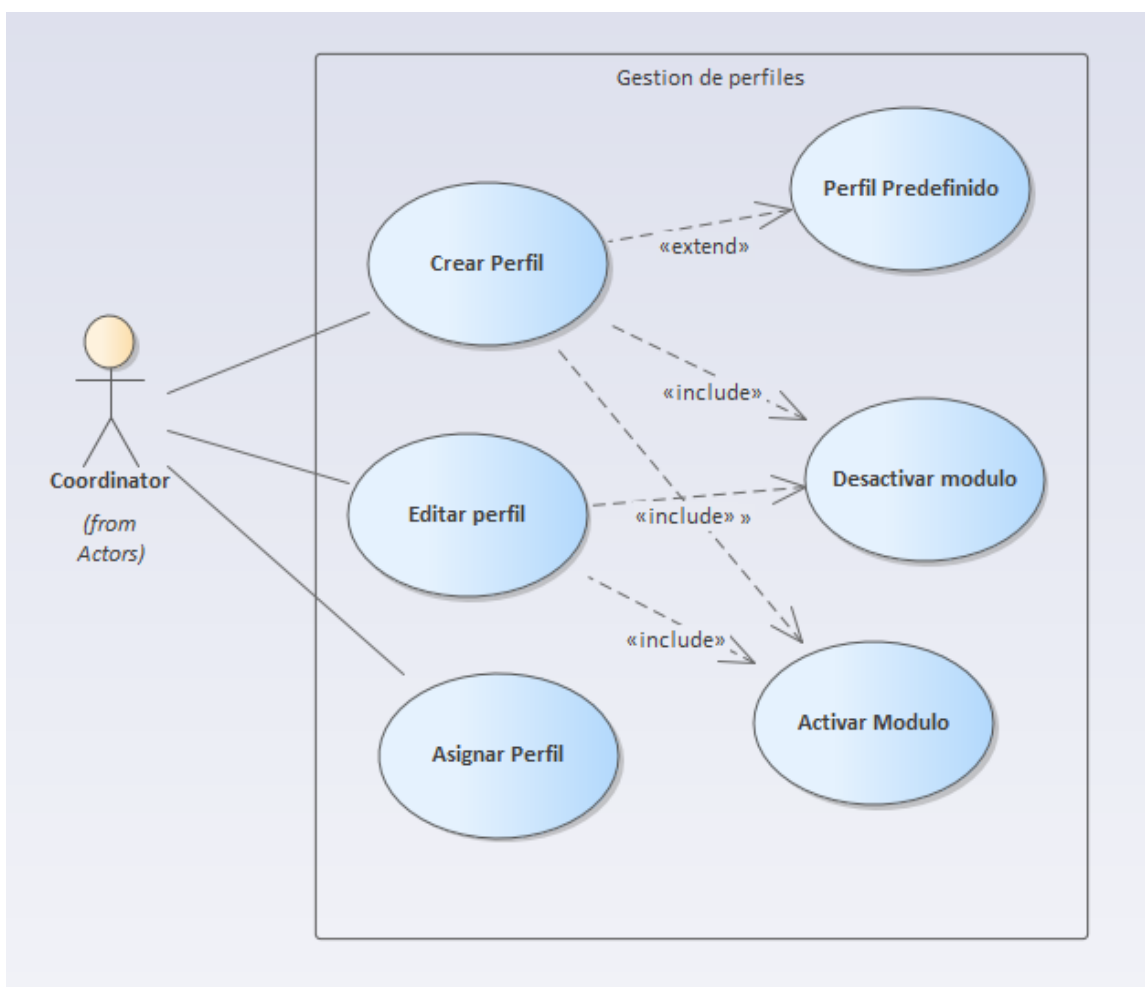 Gestion de perfiles
Perfil Predefinido
Crear Perfil
«extend»
«include»
Coordinator
(from
Actors)
Desactivar modulo
Editar perfil
«include» »
«include»
Activar Modulo
Asignar Perfil